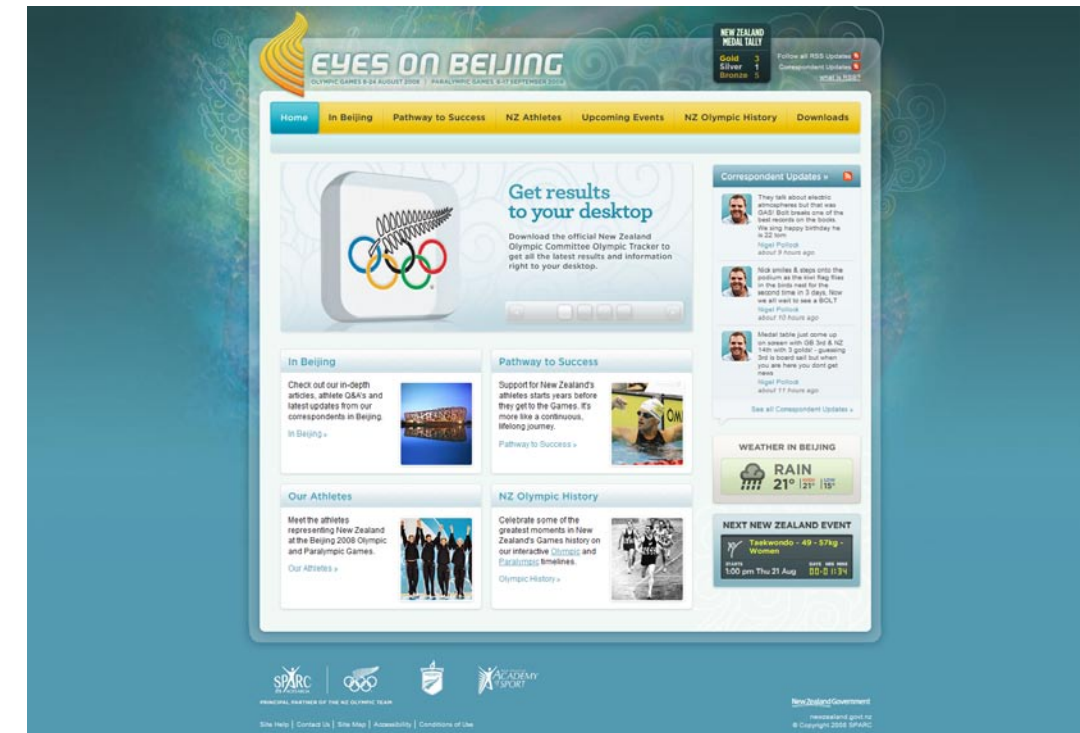 NEW ZEALAND
MEDAL TALLY
Gold 3
Silver 1
Bronze 5
Follow all RSS Updates
Correspondent Updates
what is RSS?
EYES ON BEIJING
OLYMPIC GAMES 8-24 AUGUST 2008 | PARALYMPIC GAMES 6-17 SEPTEMBER 2008
Home
In Beijing
Pathway to Success
NZ Athletes
Upcoming Events
NZ Olympic History
Downloads
Get results
to your desktop
Download the official New Zealand
Olympic Committee Olympic Tracker to
get all the latest results and information
right to your desktop.
Correspondent Updates »
They talk about electric
atmospheres but that was
GAS! Bolt breaks one of the
best records on the books.
We sing happy birthday he
is 22 tom
Nigel Pollock
about 9 hours ago
Nick smiles & steps onto the
podium as the kiwi flag flies
in the birds nest for the
second time in 3 days. Now
we all wait to see a BOLT?
Nigel Pollock
about 10 hours ago
Medal table just come up
on screen with GB 3rd & NZ
14th with 3 golds! - guessing
3rd is board sail but when
you are here you dont get
news
Nigel Pollock
about 11 hours ago
See all Correspondent Updates »
In Beijing
Check out our in-depth
articles, athlete Q&A's and
latest updates from our
correspondents in Beijing.
In Beijing »
Pathway to Success
Support for New Zealand's
athletes starts years before
they get to the Games. It's
more like a continuous,
lifelong journey.
Pathway to Success »
OM
Our Athletes
Meet the athletes
representing New Zealand
at the Beijing 2008 Olympic
and Paralympic Games.
Our Athletes »
NZ Olympic History
Celebrate some of the
greatest moments in New
Zealand's Games history on
our interactive Olympic and
Paralympic timelines.
Olympic History »
WEATHER IN BEIJING
RAIN
21° HIGH 21° LOW 15°
NEXT NEW ZEALAND EVENT
Taekwondo - 49 - 57kg -
Women
STARTS
1:00 pm Thu 21 Aug
DAYS HRS MINS
00-01:34
SPARC
ACADEMY
of SPORT
PRINCIPAL PARTNER OF THE NZ OLYMPIC TEAM
Site Help | Contact Us | Site Map | Accessibility | Conditions of Use
New Zealand Government
newzealand.govt.nz
© Copyright 2008 SPARC